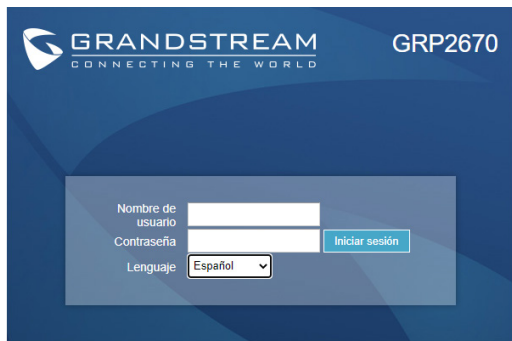 GRANDSTREAM
CONNECTING THE WORLD
GRP2670
Nombre de
usuario
Contraseña
Iniciar sesión
Lenguaje
Español